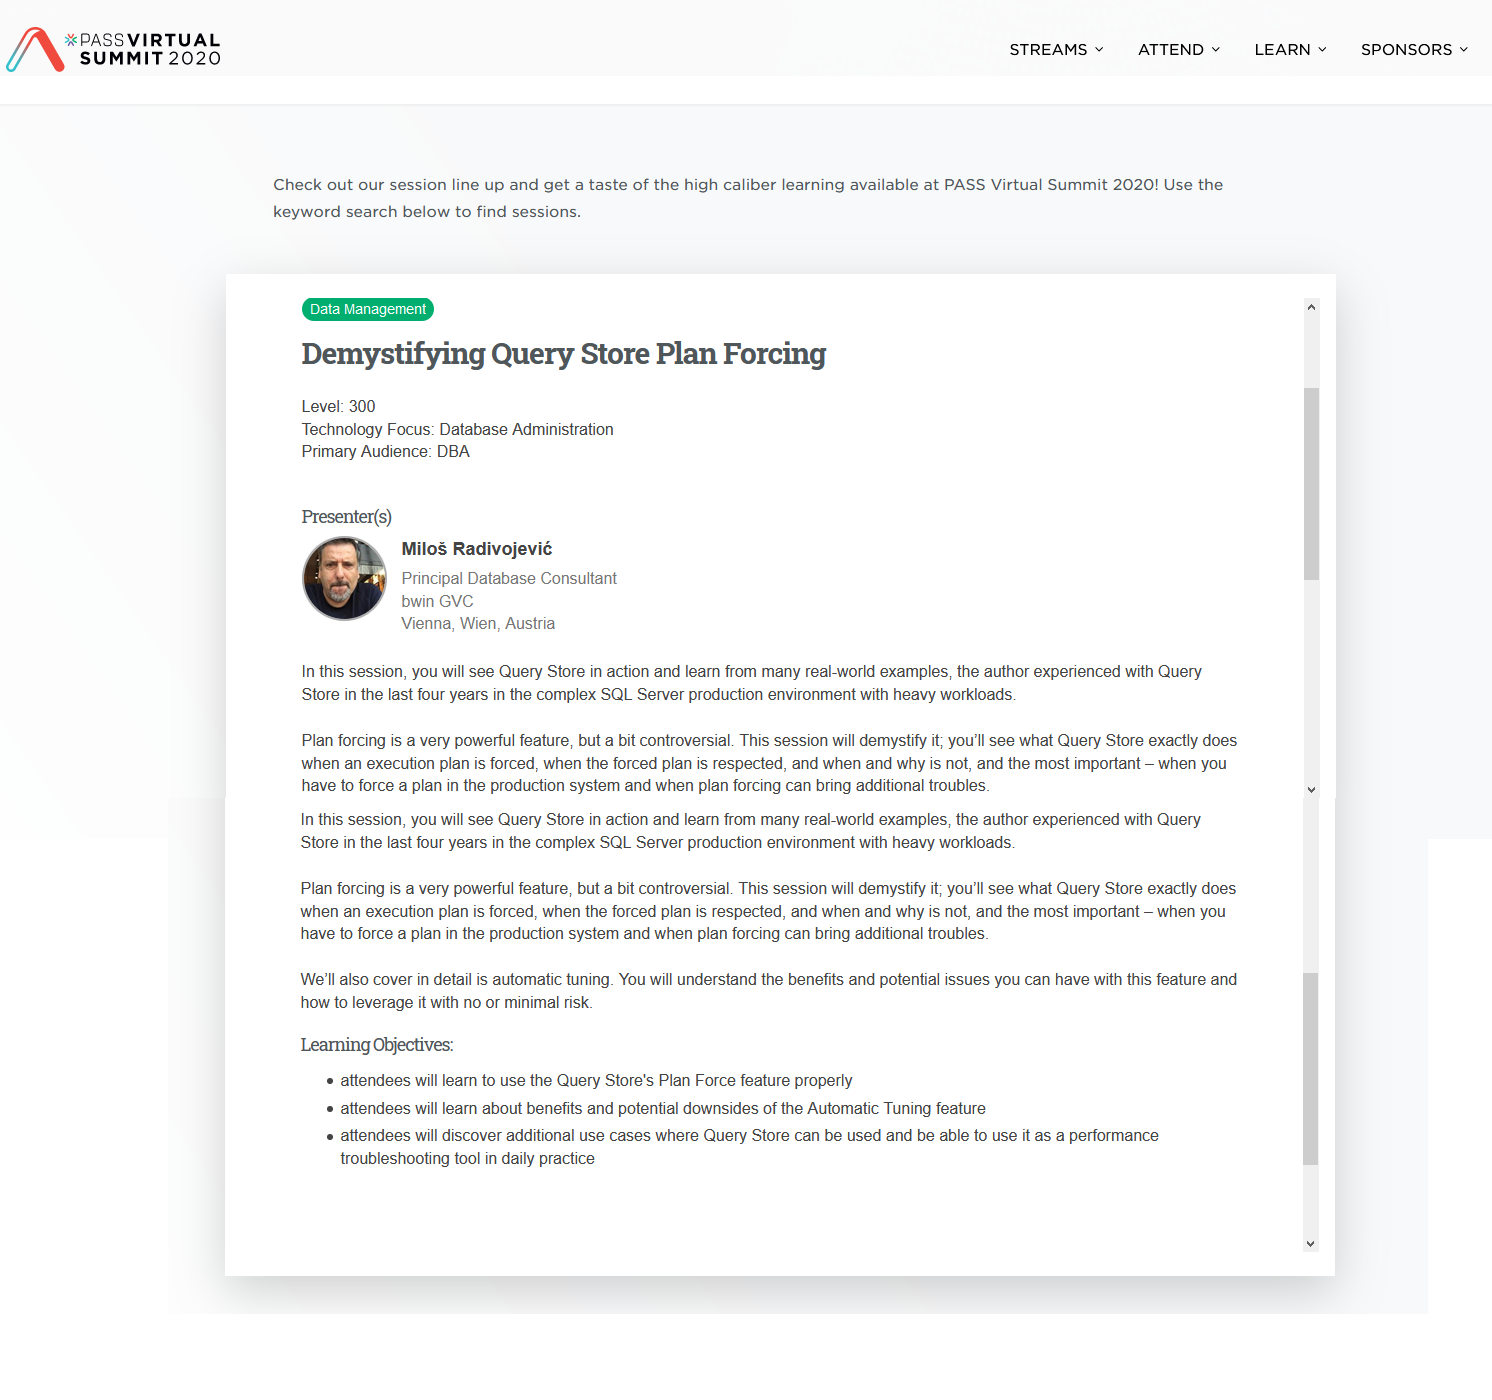 PASS VIRTUAL
SUMMIT 2020
STREAMS
ATTEND
LEARN
SPONSORS
Check out our session line up and get a taste of the high caliber learning available at PASS Virtual Summit 2020! Use the
keyword search below to find sessions.
Data Management
Demystifying Query Store Plan Forcing
Level: 300
Technology Focus: Database Administration
Primary Audience: DBA
Presenter(s)
Miloš Radivojević
Principal Database Consultant
bwin GVC
Vienna, Wien, Austria
In this session, you will see Query Store in action and learn from many real-world examples, the author experienced with Query
Store in the last four years in the complex SQL Server production environment with heavy workloads.
Plan forcing is a very powerful feature, but a bit controversial. This session will demystify it; you’ll see what Query Store exactly does
when an execution plan is forced, when the forced plan is respected, and when and why is not, and the most important – when you
have to force a plan in the production system and when plan forcing can bring additional troubles.
In this session, you will see Query Store in action and learn from many real-world examples, the author experienced with Query
Store in the last four years in the complex SQL Server production environment with heavy workloads.
Plan forcing is a very powerful feature, but a bit controversial. This session will demystify it; you’ll see what Query Store exactly does
when an execution plan is forced, when the forced plan is respected, and when and why is not, and the most important – when you
have to force a plan in the production system and when plan forcing can bring additional troubles.
We’ll also cover in detail is automatic tuning. You will understand the benefits and potential issues you can have with this feature and
how to leverage it with no or minimal risk.
Learning Objectives:
• attendees will learn to use the Query Store's Plan Force feature properly
• attendees will learn about benefits and potential downsides of the Automatic Tuning feature
• attendees will discover additional use cases where Query Store can be used and be able to use it as a performance
troubleshooting tool in daily practice